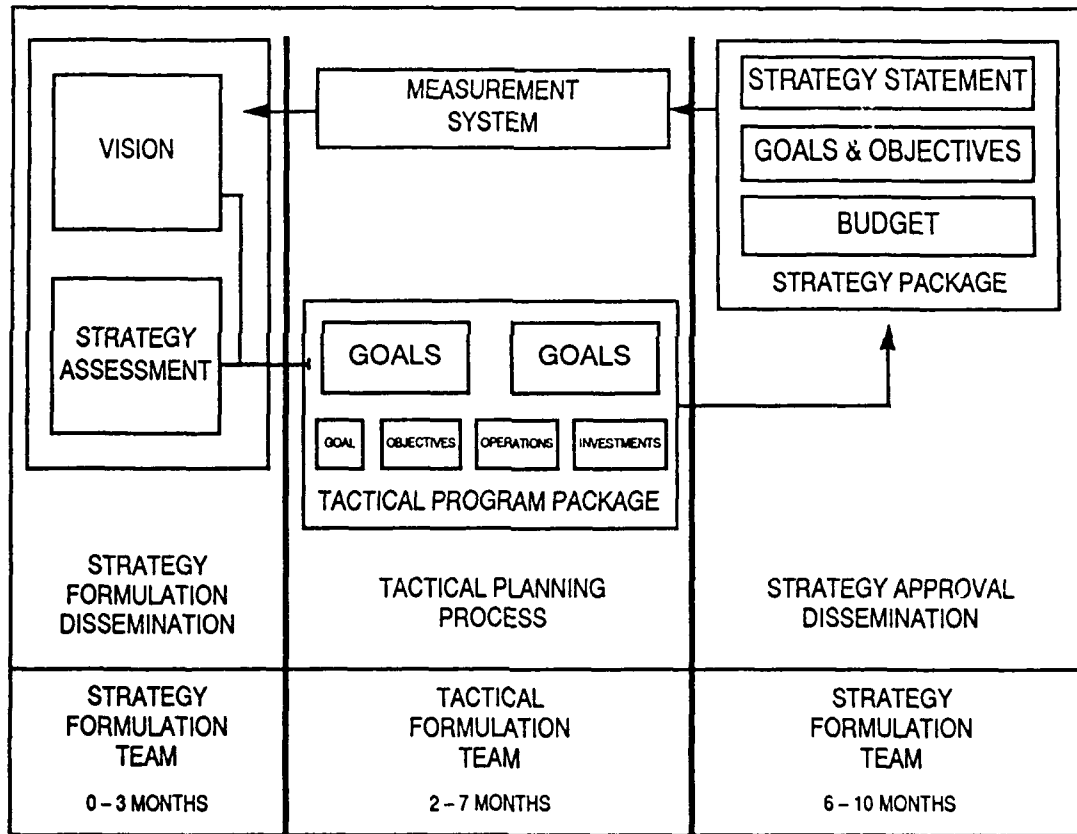 VISION
STRATEGY
ASSESSMENT
STRATEGY
FORMULATION
DISSEMINATION
STRATEGY
FORMULATION
TEAM
0 – 3 MONTHS
MEASUREMENT
SYSTEM
GOALS
GOALS
GOAL
OBJECTIVES
OPERATIONS
INVESTMENTS
TACTICAL PROGRAM PACKAGE
TACTICAL PLANNING
PROCESS
TACTICAL
FORMULATION
TEAM
2 – 7 MONTHS
STRATEGY STATEMENT
GOALS & OBJECTIVES
BUDGET
STRATEGY PACKAGE
STRATEGY APPROVAL
DISSEMINATION
STRATEGY
FORMULATION
TEAM
6 – 10 MONTHS